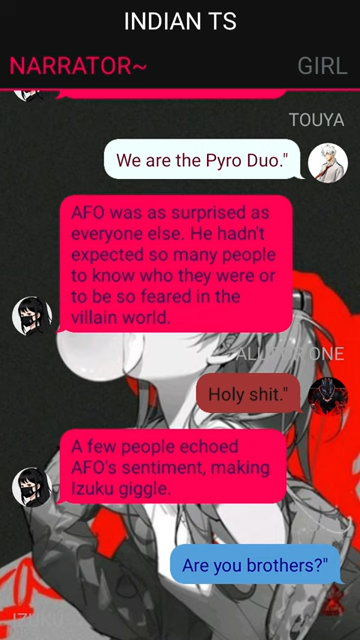 INDIAN TS
NARRATOR~
GIRL
TOUYA
We are the Pyro Duo."
AFO was as surprised as
everyone else. He hadn't
expected so many people
to know who they were or
to be so feared in the
villain world.
ALL FOR ONE
Holy shit."
A few people echoed
AFO's sentiment, making
Izuku giggle.
Are you brothers?"
IZUKU